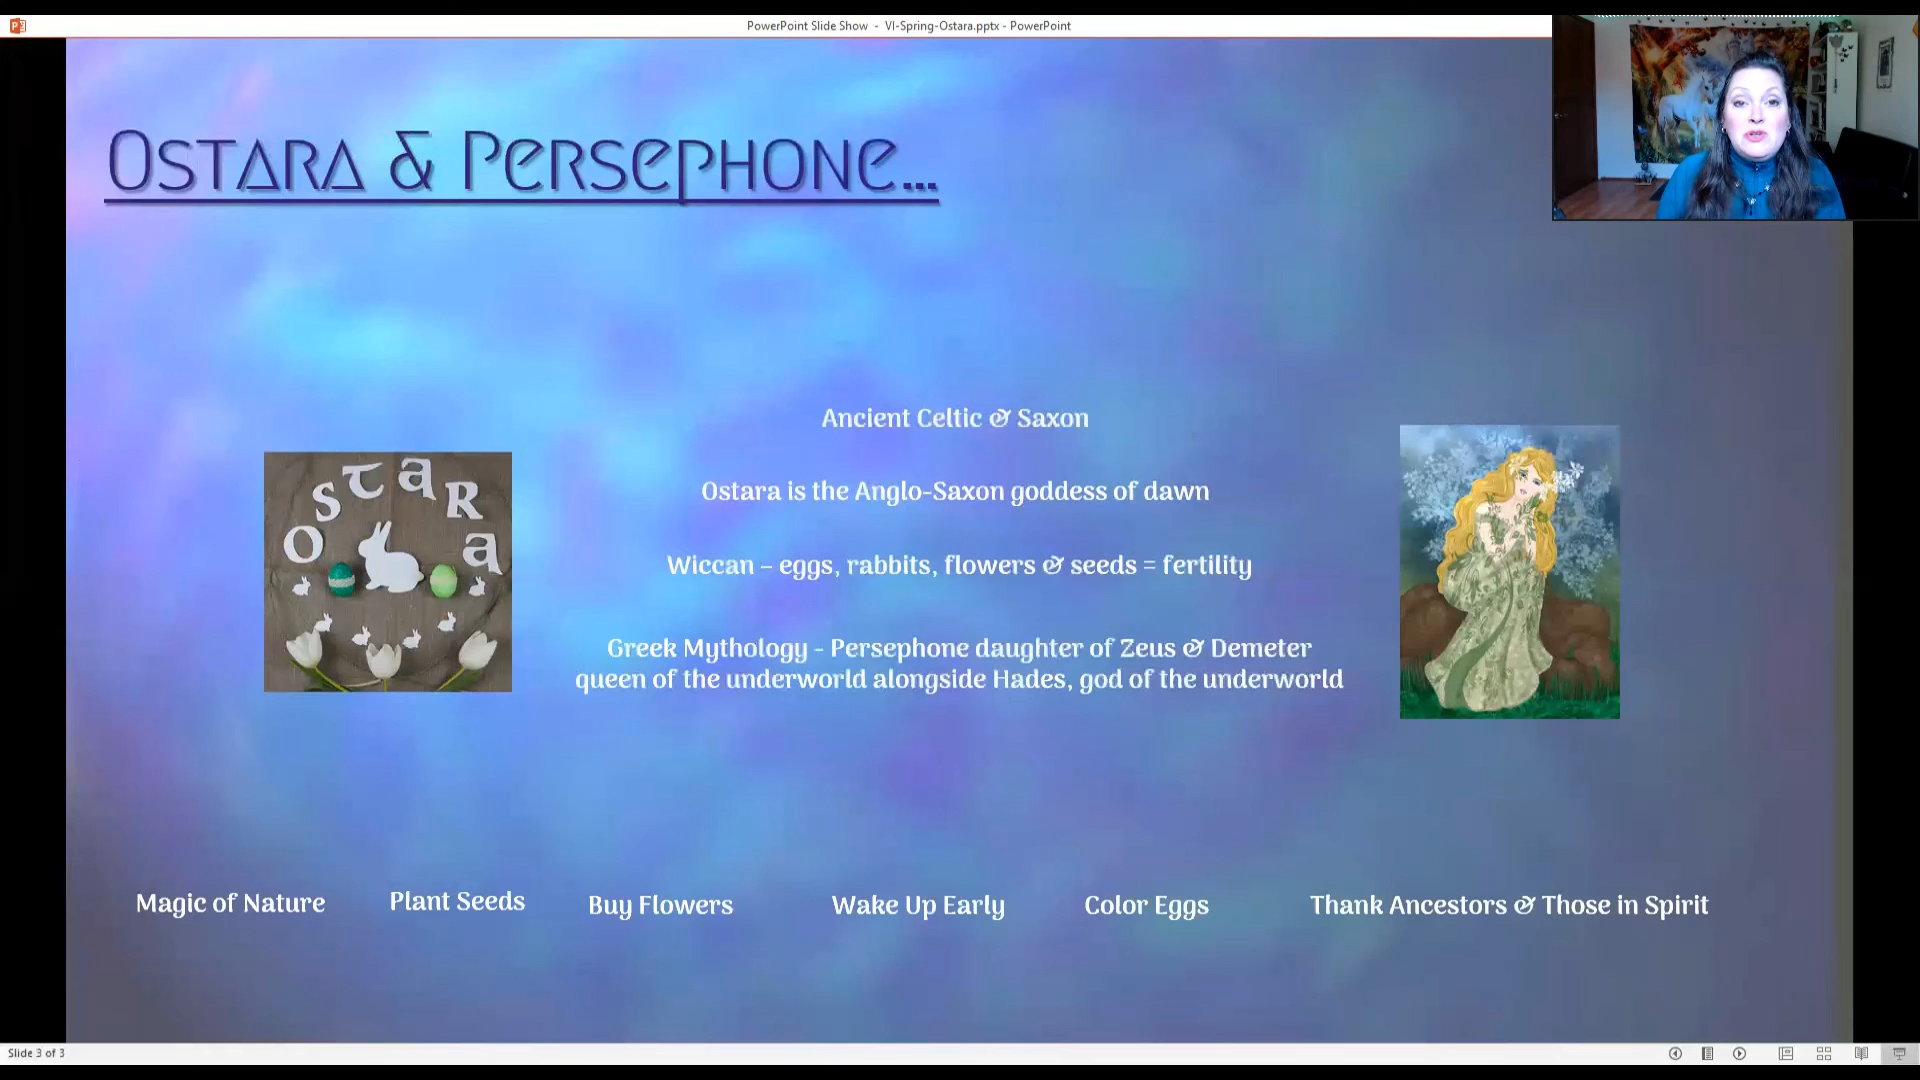 PowerPoint Slide Show - VI-Spring-Ostara.pptx - PowerPoint
Ostara & Persephone...
Ancient Celtic & Saxon
Ostara is the Anglo-Saxon goddess of dawn
Ostara
Wiccan – eggs, rabbits, flowers & seeds = fertility
Greek Mythology - Persephone daughter of Zeus & Demeter
queen of the underworld alongside Hades, god of the underworld
Magic of Nature
Plant Seeds
Buy Flowers
Wake Up Early
Color Eggs
Thank Ancestors & Those in Spirit
Slide 3 of 3